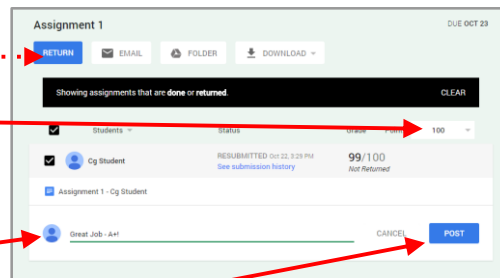 Assignment 1 DUE OCT 23
RETURN EMAIL FOLDER DOWNLOAD
Showing assignments that are done or returned. CLEAR
Students Status Grade Points 100
Cg Student RESUBMITTED Oct 22, 3:29 PM 99/100
See submission history Not Returned
Assignment 1 - Cg Student
Great Job - A+! CANCEL POST